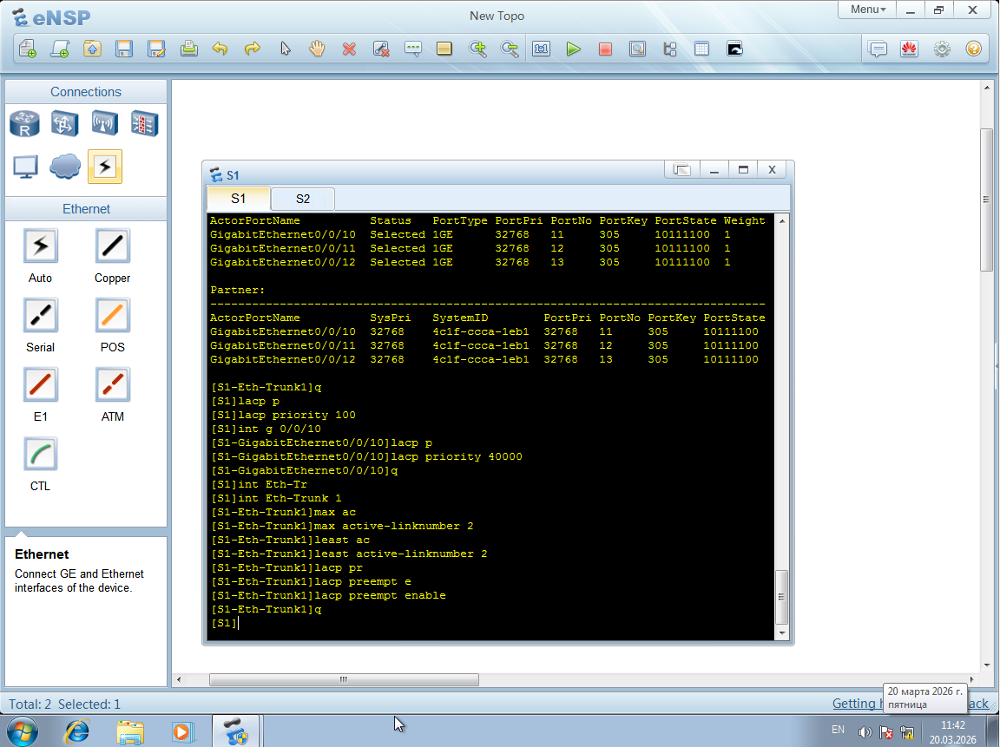 eNSP
New Topo
Menu
Connections
Ethernet
Auto
Copper
Serial
POS
E1
ATM
CTL
Ethernet
Connect GE and Ethernet
interfaces of the device.
S1
S1 S2
ActorPortName Status PortType PortPri PortNo PortKey PortState Weight
GigabitEthernet0/0/10 Selected 1GE 32768 11 305 10111100 1
GigabitEthernet0/0/11 Selected 1GE 32768 12 305 10111100 1
GigabitEthernet0/0/12 Selected 1GE 32768 13 305 10111100 1
Partner:
--------------------------------------------------------------------------------
ActorPortName SysPri SystemID PortPri PortNo PortKey PortState
GigabitEthernet0/0/10 32768 4c1f-ccca-1eb1 32768 11 305 10111100
GigabitEthernet0/0/11 32768 4c1f-ccca-1eb1 32768 12 305 10111100
GigabitEthernet0/0/12 32768 4c1f-ccca-1eb1 32768 13 305 10111100
[S1-Eth-Trunk1]q
[S1]lacp p
[S1]lacp priority 100
[S1]int g 0/0/10
[S1-GigabitEthernet0/0/10]lacp p
[S1-GigabitEthernet0/0/10]lacp priority 40000
[S1-GigabitEthernet0/0/10]q
[S1]int Eth-Tr
[S1]int Eth-Trunk 1
[S1-Eth-Trunk1]max ac
[S1-Eth-Trunk1]max active-linknumber 2
[S1-Eth-Trunk1]least ac
[S1-Eth-Trunk1]least active-linknumber 2
[S1-Eth-Trunk1]lacp pr
[S1-Eth-Trunk1]lacp preempt e
[S1-Eth-Trunk1]lacp preempt enable
[S1-Eth-Trunk1]q
[S1]
Total: 2 Selected: 1
Getting
20 марта 2026 г.
пятница
EN
11:42
20.03.2026